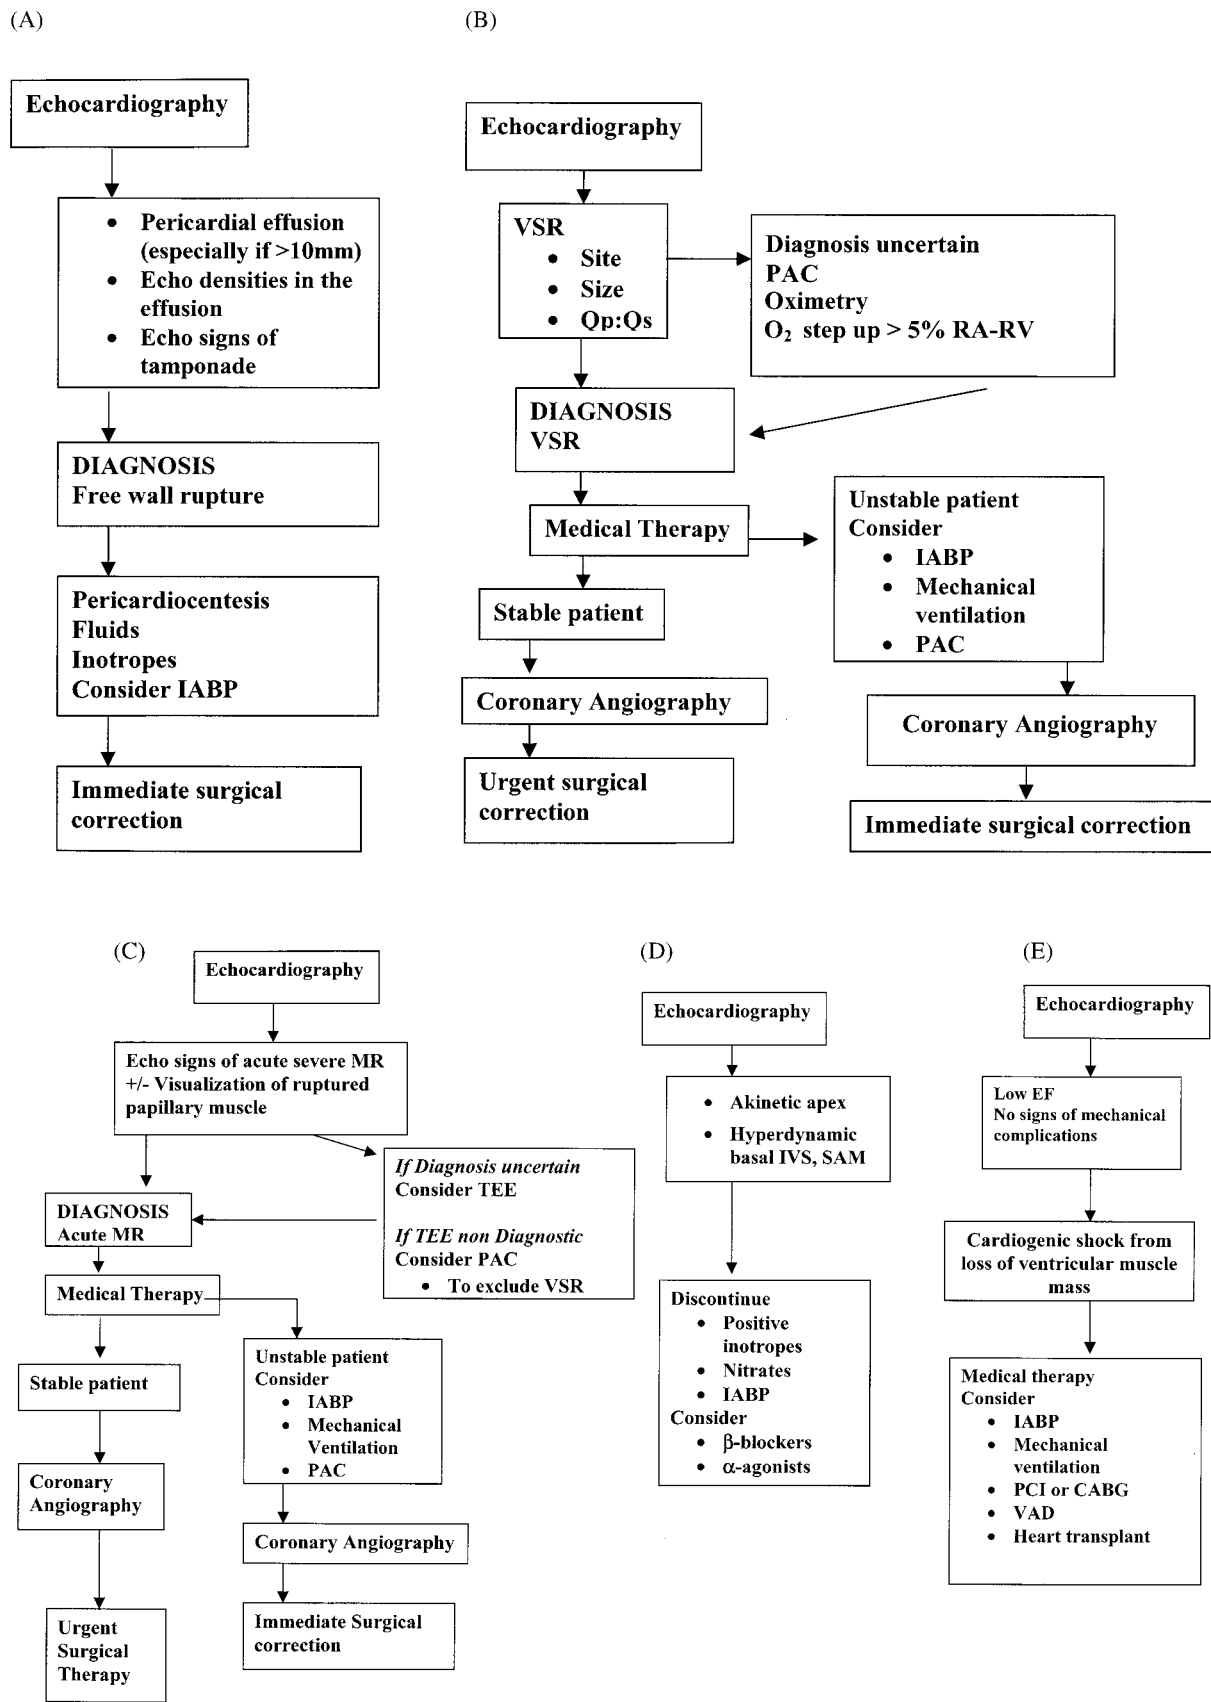 (A)
Echocardiography
• Pericardial effusion
(especially if >10mm)
• Echo densities in the
effusion
• Echo signs of
tamponade
DIAGNOSIS
Free wall rupture
Pericardiocentesis
Fluids
Inotropes
Consider IABP
Immediate surgical
correction
(B)
Echocardiography
VSR
• Site
• Size
• Qp:Qs
Diagnosis uncertain
PAC
Oximetry
O₂ step up > 5% RA-RV
DIAGNOSIS
VSR
Medical Therapy
Unstable patient
Consider
• IABP
• Mechanical
ventilation
• PAC
Stable patient
Coronary Angiography
Urgent surgical
correction
Coronary Angiography
Immediate surgical correction
(C)
Echocardiography
Echo signs of acute severe MR
+/- Visualization of ruptured
papillary muscle
If Diagnosis uncertain
Consider TEE
If TEE non Diagnostic
Consider PAC
• To exclude VSR
DIAGNOSIS
Acute MR
Medical Therapy
Stable patient
Coronary
Angiography
Urgent
Surgical
Therapy
Unstable patient
Consider
• IABP
• Mechanical
Ventilation
• PAC
Coronary Angiography
Immediate Surgical
correction
(D)
Echocardiography
• Akinetic apex
• Hyperdynamic
basal IVS, SAM
Discontinue
• Positive
inotropes
• Nitrates
• IABP
Consider
• β-blockers
• α-agonists
(E)
Echocardiography
Low EF
No signs of mechanical
complications
Cardiogenic shock from
loss of ventricular muscle
mass
Medical therapy
Consider
• IABP
• Mechanical
ventilation
• PCI or CABG
• VAD
• Heart transplant